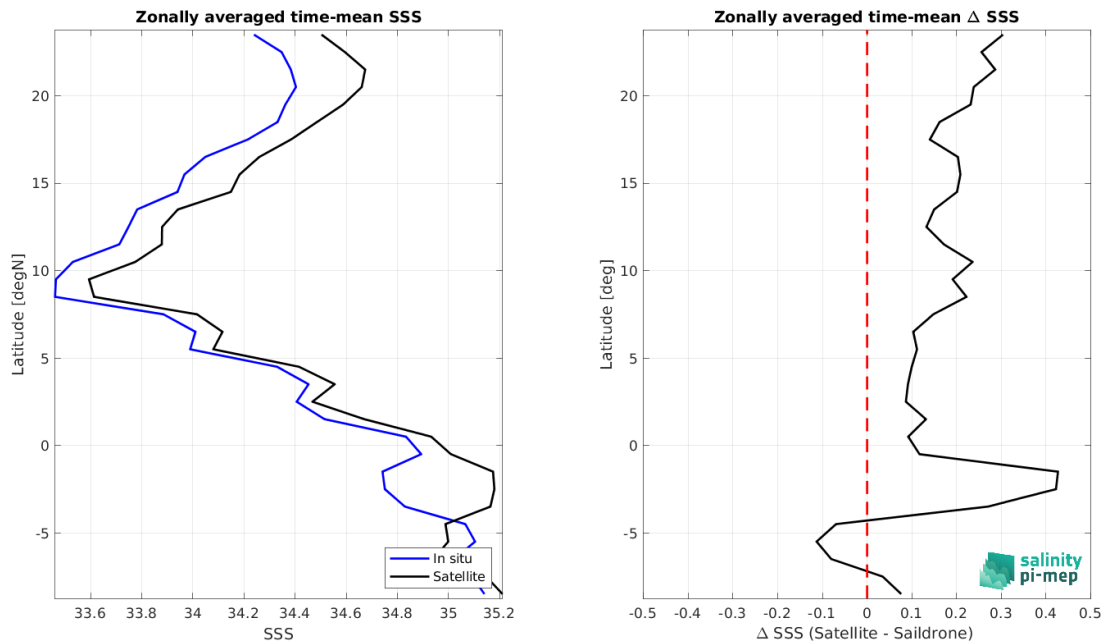 Zonally averaged time-mean SSS
20
15
10
5
0
-5
Latitude [degN]
33.6 33.8 34 34.2 34.4 34.6 34.8 35 35.2
SSS
In situ
Satellite
Zonally averaged time-mean Δ SSS
20
15
10
5
0
-5
Latitude [deg]
-0.5 -0.4 -0.3 -0.2 -0.1 0 0.1 0.2 0.3 0.4 0.5
Δ SSS (Satellite - Saildrone)
salinity
pi-mep